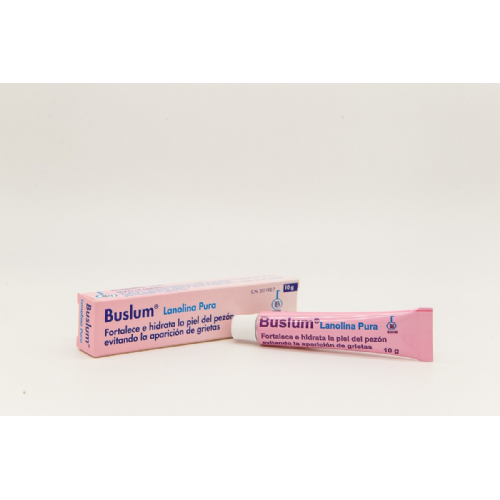 Buslum® Lanolina Pura
Fortalece e hidrata la piel del pezón
evitando la aparición de grietas
10 g
Buslum®
Lanolina Pura
Buslum® Lanolina Pura
Fortalece e hidrata la piel del pezón
evitando la aparición de grietas
10 g